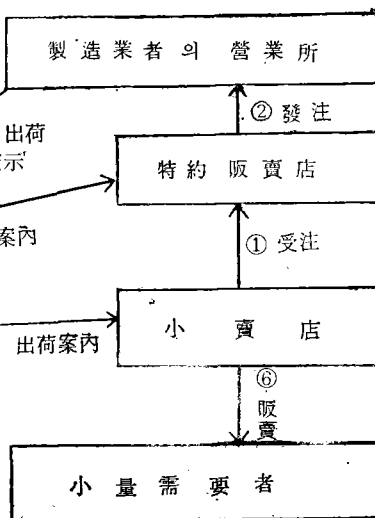 製造業者의 營業所
② 發注
出荷
示
特約販賣店
案內
① 受注
小賣店
出荷案內
⑥
販
賣
小量需要者